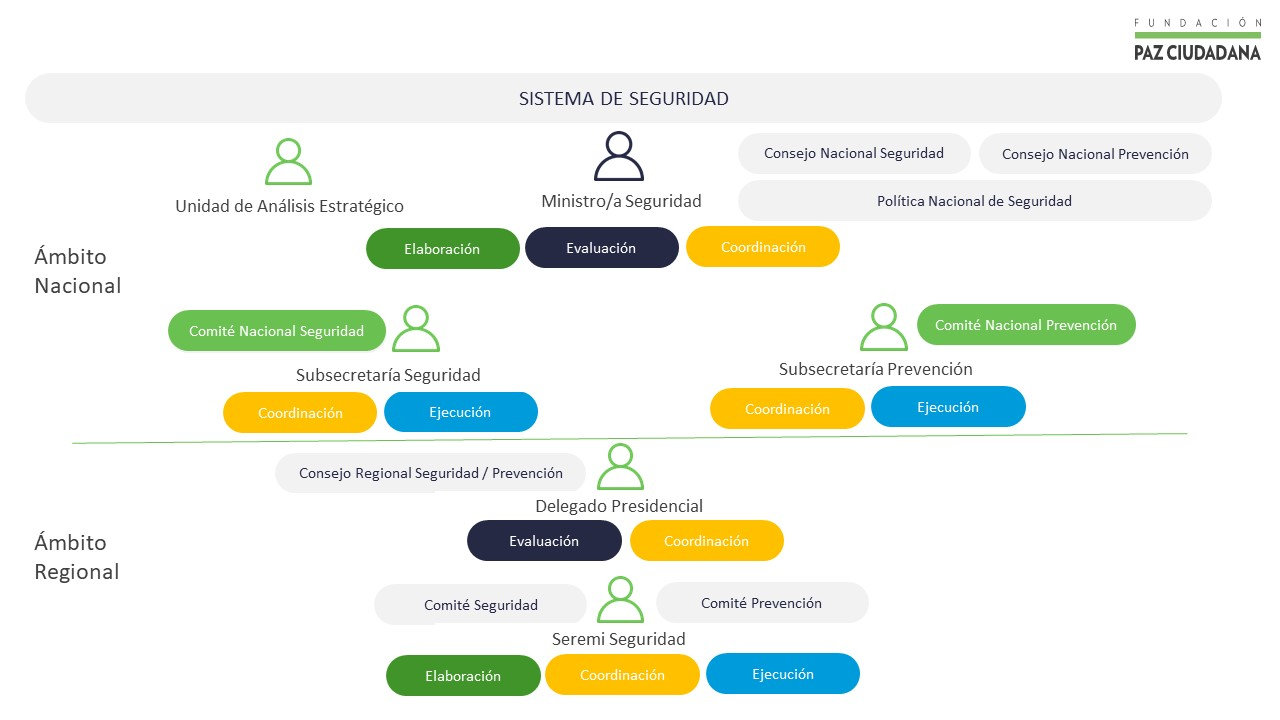 FUNDACIÓN
PAZ CIUDADANA
SISTEMA DE SEGURIDAD
Consejo Nacional Seguridad
Consejo Nacional Prevención
Unidad de Análisis Estratégico
Ministro/a Seguridad
Política Nacional de Seguridad
Ámbito
Nacional
Elaboración
Evaluación
Coordinación
Comité Nacional Seguridad
Comité Nacional Prevención
Subsecretaría Seguridad
Subsecretaría Prevención
Coordinación
Ejecución
Coordinación
Ejecución
Consejo Regional Seguridad / Prevención
Delegado Presidencial
Ámbito
Regional
Evaluación
Coordinación
Comité Seguridad
Comité Prevención
Seremi Seguridad
Elaboración
Coordinación
Ejecución